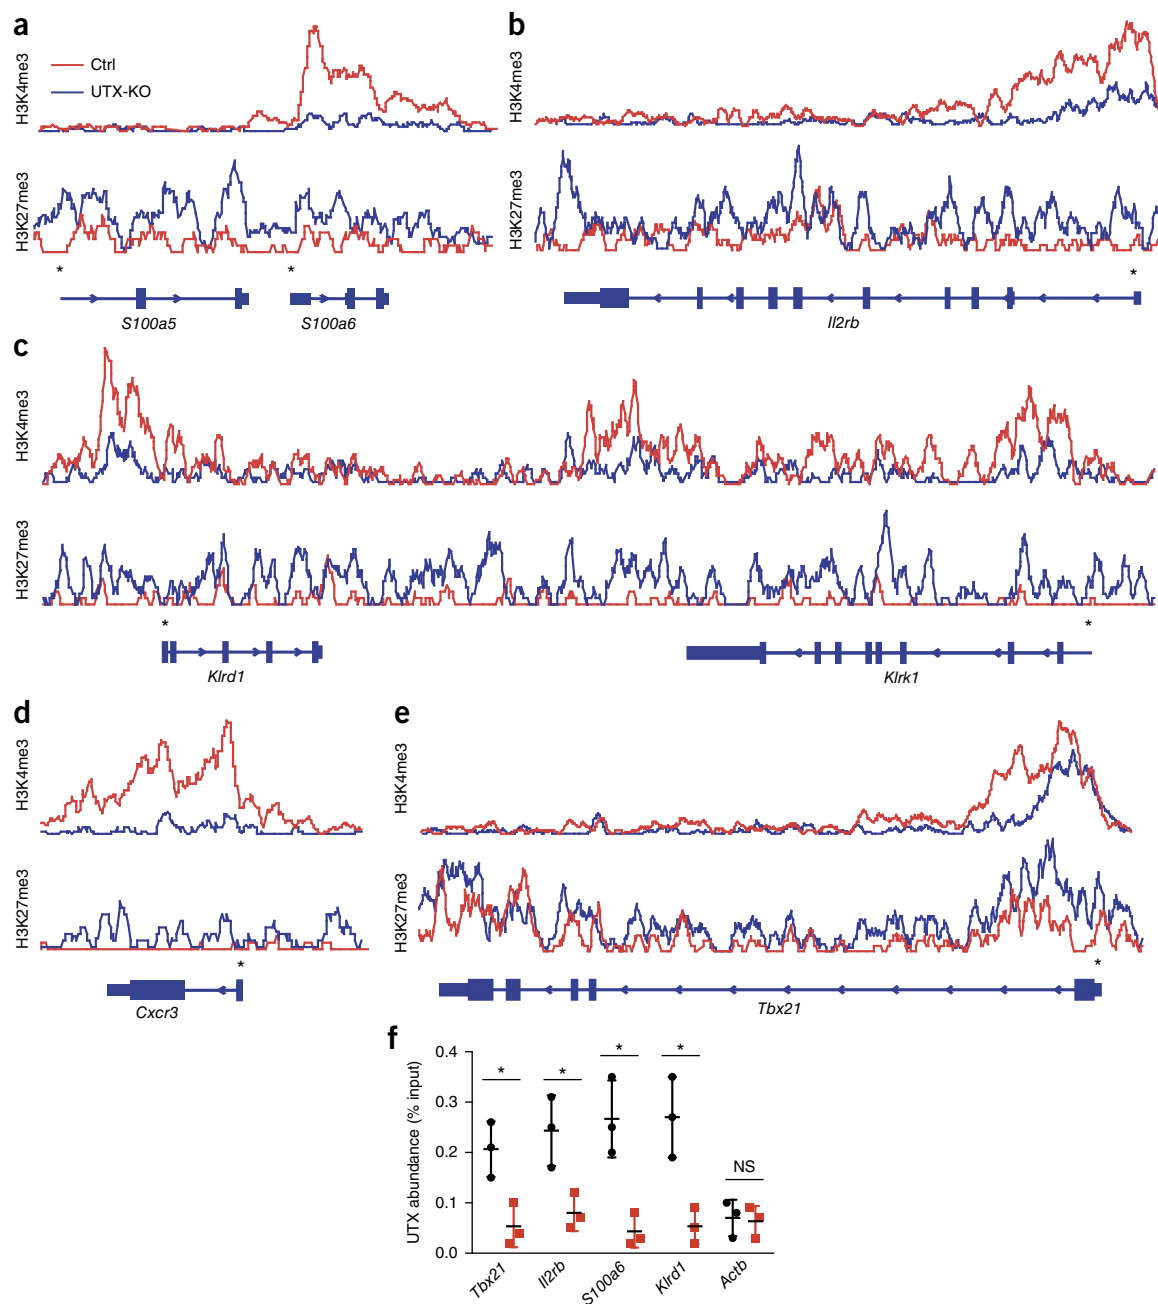 a
H3K4me3
Ctrl
UTX-KO
H3K27me3
*
*
S100a5
S100a6
b
H3K4me3
H3K27me3
*
Il2rb
c
H3K4me3
H3K27me3
*
*
Klrd1
Klrk1
d
H3K4me3
H3K27me3
*
Cxcr3
e
H3K4me3
H3K27me3
*
Tbx21
f
UTX abundance (% input)
0.4
0.3
0.2
0.1
0.0
*
*
*
*
NS
Tbx21
Il2rb
S100a6
Klrd1
Actb